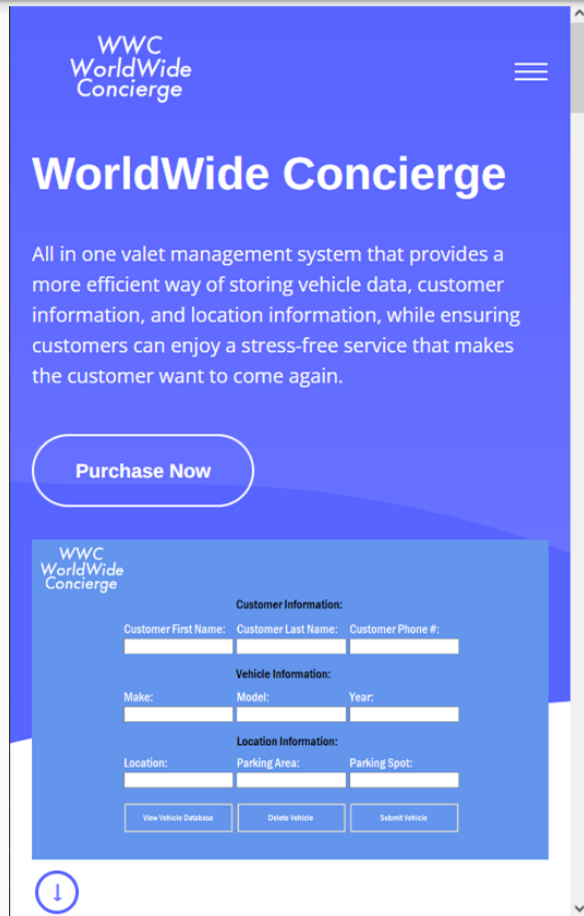 WWC
WorldWide
Concierge
WorldWide Concierge
All in one valet management system that provides a
more efficient way of storing vehicle data, customer
information, and location information, while ensuring
customers can enjoy a stress-free service that makes
the customer want to come again.
Purchase Now
WWC
WorldWide
Concierge
Customer Information:
Customer First Name: Customer Last Name: Customer Phone #:
Vehicle Information:
Make: Model: Year:
Location Information:
Location: Parking Area: Parking Spot:
View Vehicle Database Delete Vehicle Submit Vehicle